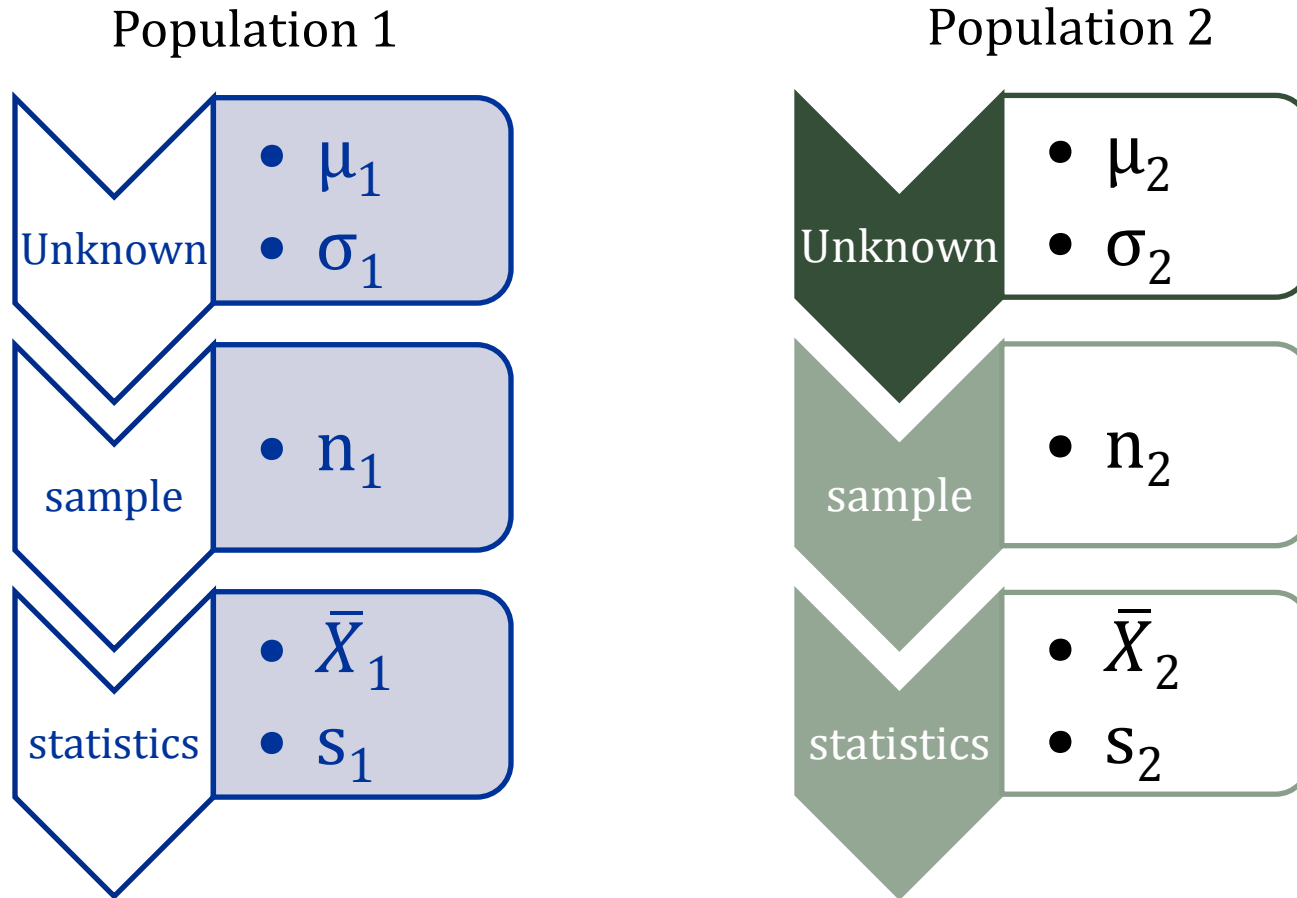 Population 1
Unknown
• μ₁
• σ₁
sample
• n₁
statistics
• X̄₁
• s₁
Population 2
Unknown
• μ₂
• σ₂
sample
• n₂
statistics
• X̄₂
• s₂